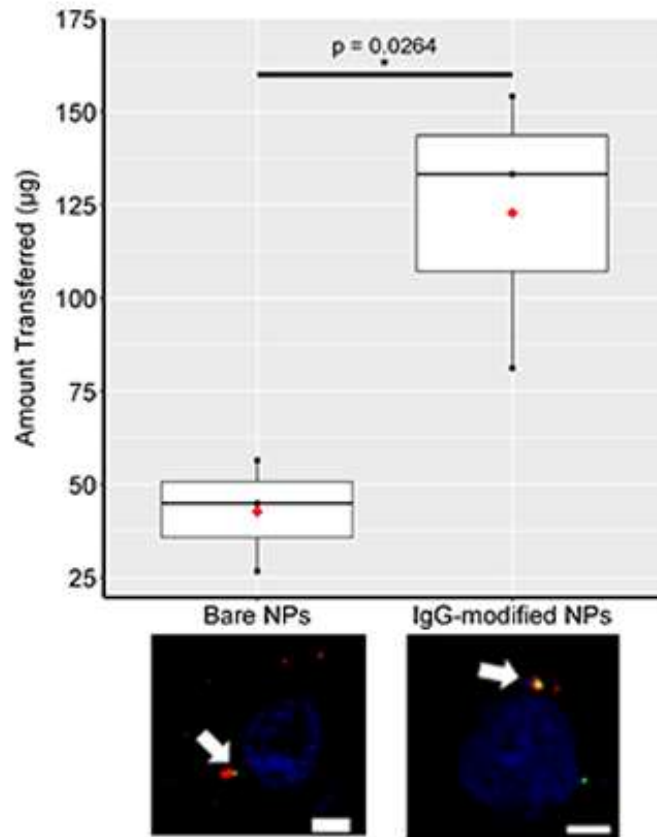 175
p = 0.0264
150
125
100
75
50
25
Amount Transferred (µg)
Bare NPs IgG-modified NPs